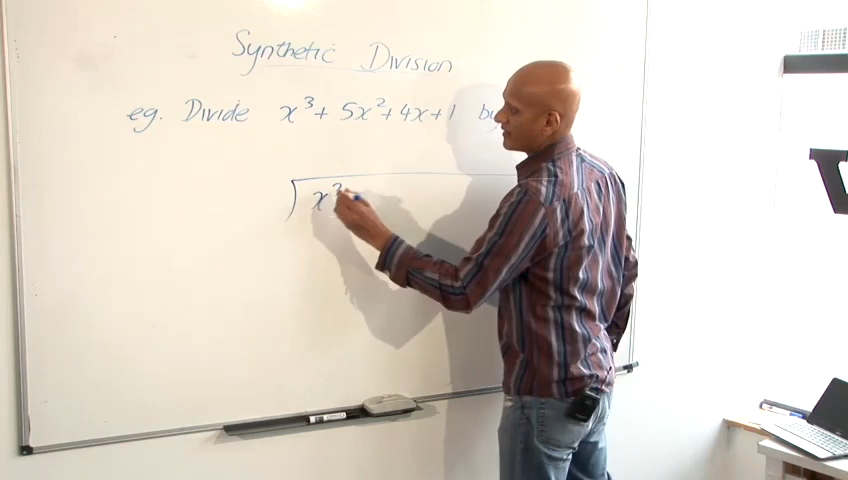 Synthetic Division
eg. Divide x³ + 5x² + 4x + 1 by
x³